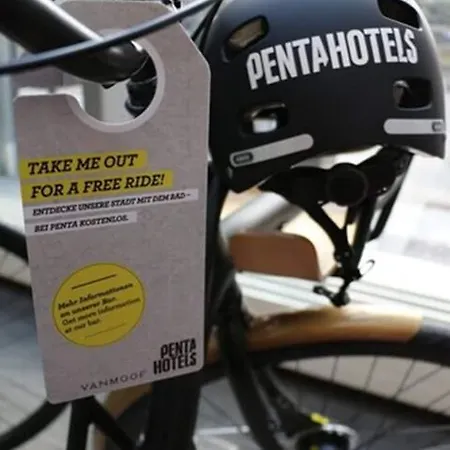 PENTAHOTELS
TAKE ME OUT
FOR A FREE RIDE!
ENTDECKE UNSERE STADT MIT DEM RAD –
BEI PENTA KOSTENLOS.
Mehr Informationen
an unserer Bar.
Get more information
at our bar.
VANMOOF
PENTA
HOTELS